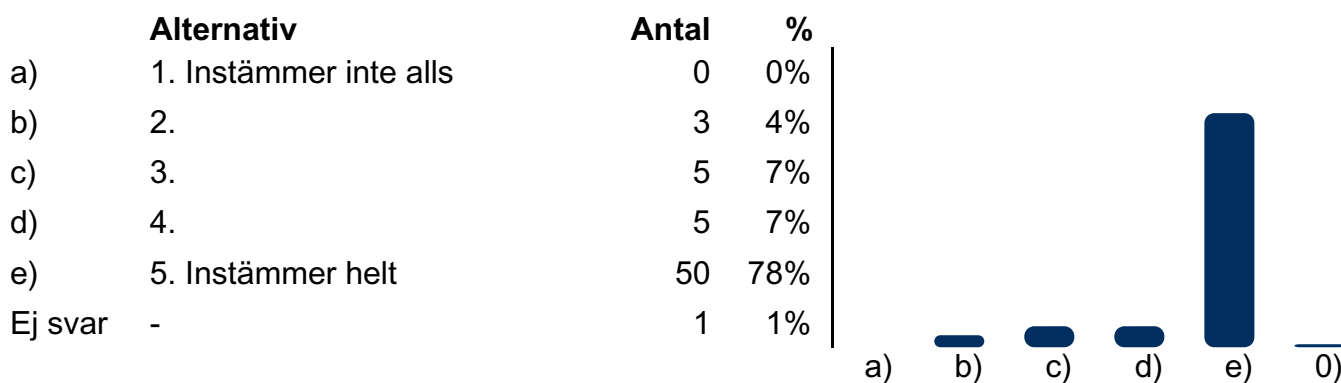 Alternativ Antal %
a) 1. Instämmer inte alls 0 0%
b) 2. 3 4%
c) 3. 5 7%
d) 4. 5 7%
e) 5. Instämmer helt 50 78%
Ej svar - 1 1%
a) b) c) d) e) 0)